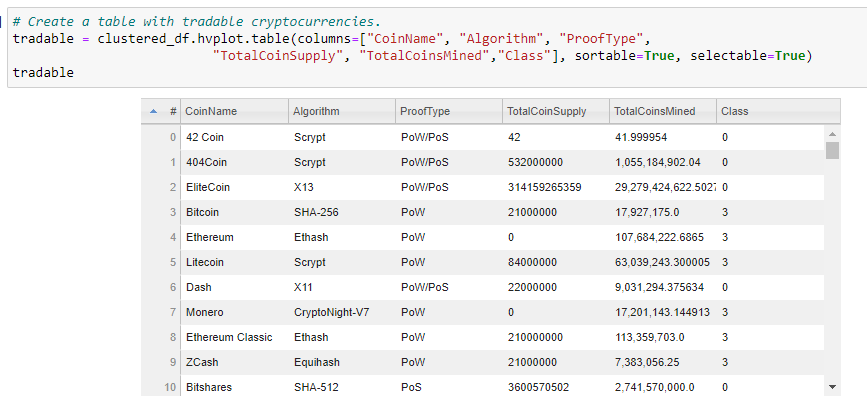 # Create a table with tradable cryptocurrencies.
tradable = clustered_df.hvplot.table(columns=["CoinName", "Algorithm", "ProofType",
"TotalCoinSupply", "TotalCoinsMined","Class"], sortable=True, selectable=True)
tradable
# CoinName Algorithm ProofType TotalCoinSupply TotalCoinsMined Class
0 42 Coin Scrypt PoW/PoS 42 41.999954 0
1 404Coin Scrypt PoW/PoS 532000000 1,055,184,902.04 0
2 EliteCoin X13 PoW/PoS 314159265359 29,279,424,622.502 0
3 Bitcoin SHA-256 PoW 21000000 17,927,175.0 3
4 Ethereum Ethash PoW 0 107,684,222.6865 3
5 Litecoin Scrypt PoW 84000000 63,039,243.300005 3
6 Dash X11 PoW/PoS 22000000 9,031,294.375634 0
7 Monero CryptoNight-V7 PoW 0 17,201,143.144913 3
8 Ethereum Classic Ethash PoW 210000000 113,359,703.0 3
9 ZCash Equihash PoW 21000000 7,383,056.25 3
10 Bitshares SHA-512 PoS 3600570502 2,741,570,000.0 0